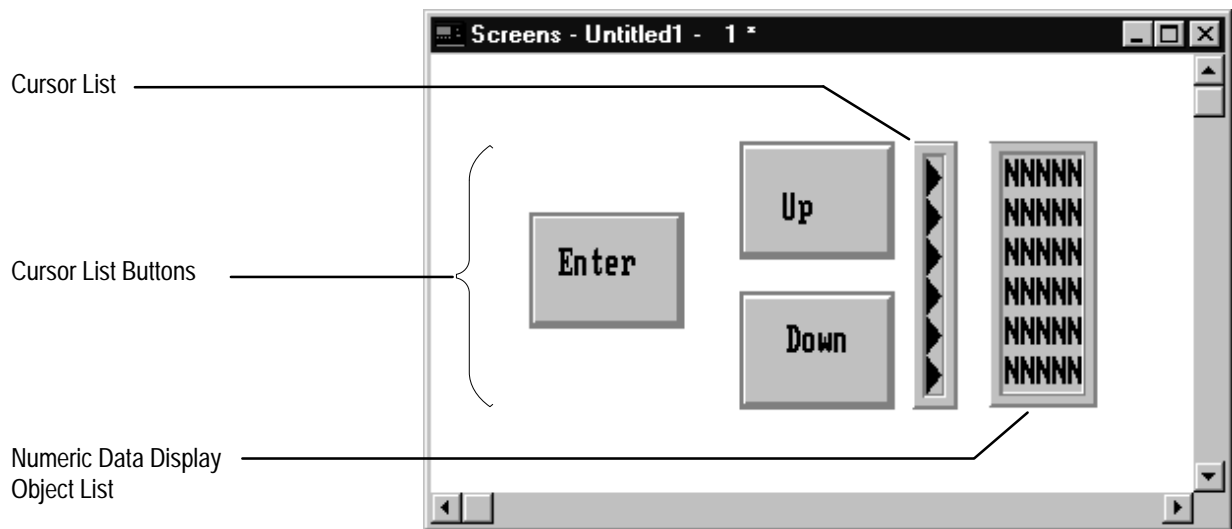 Screens - Untitled1 - 1 *
Cursor List
Up
NNNNN
NNNNN
NNNNN
NNNNN
NNNNN
NNNNN
Enter
Cursor List Buttons
Down
Numeric Data Display
Object List